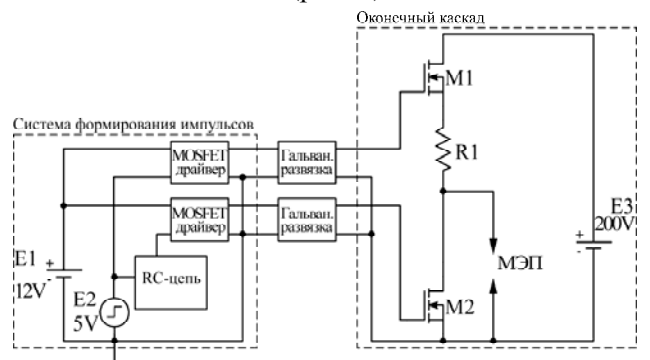 Оконечный каскад
M1
Система формирования импульсов
MOSFET
драйвер
Гальван.
развязка
R1
MOSFET
драйвер
Гальван.
развязка
E3
+
200V
-
E1
+
-
12V
RC-цепь
МЭП
E2
5V
M2